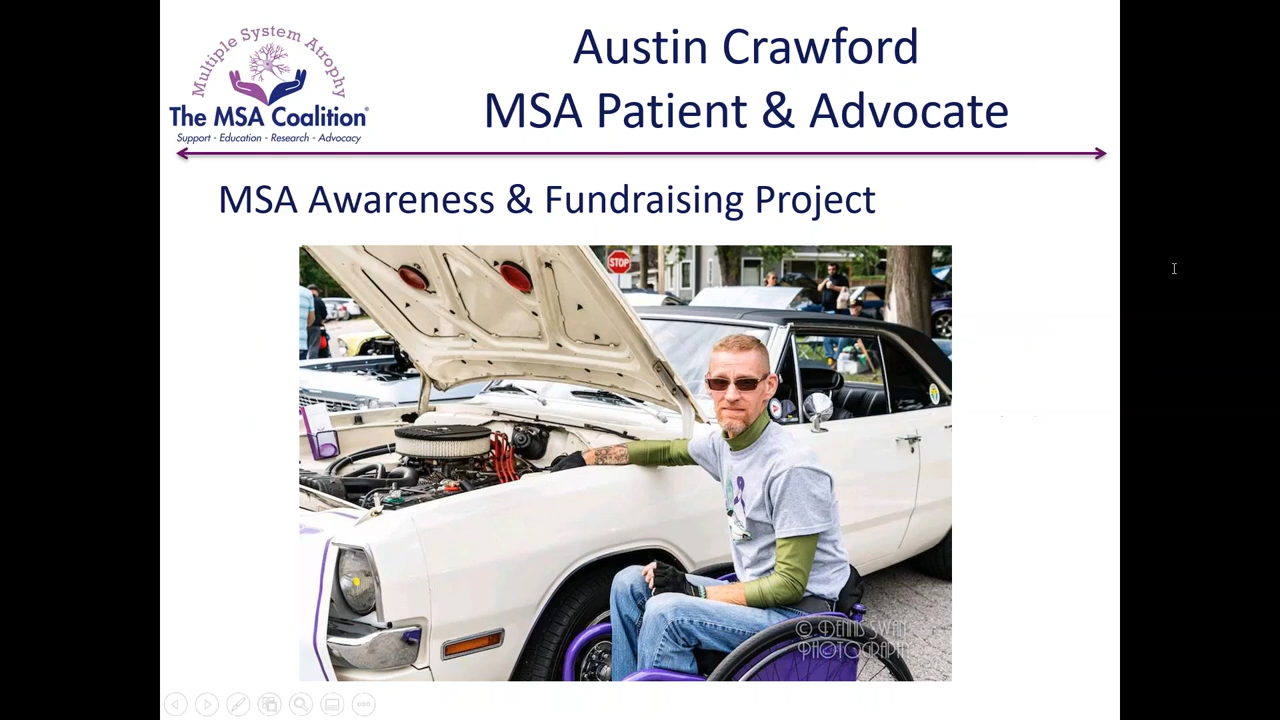 Multiple System Atrophy
The MSA Coalition®
Support - Education - Research - Advocacy
Austin Crawford
MSA Patient & Advocate
MSA Awareness & Fundraising Project
STOP
© DENNIS SWAN
PHOTOGRAPHY